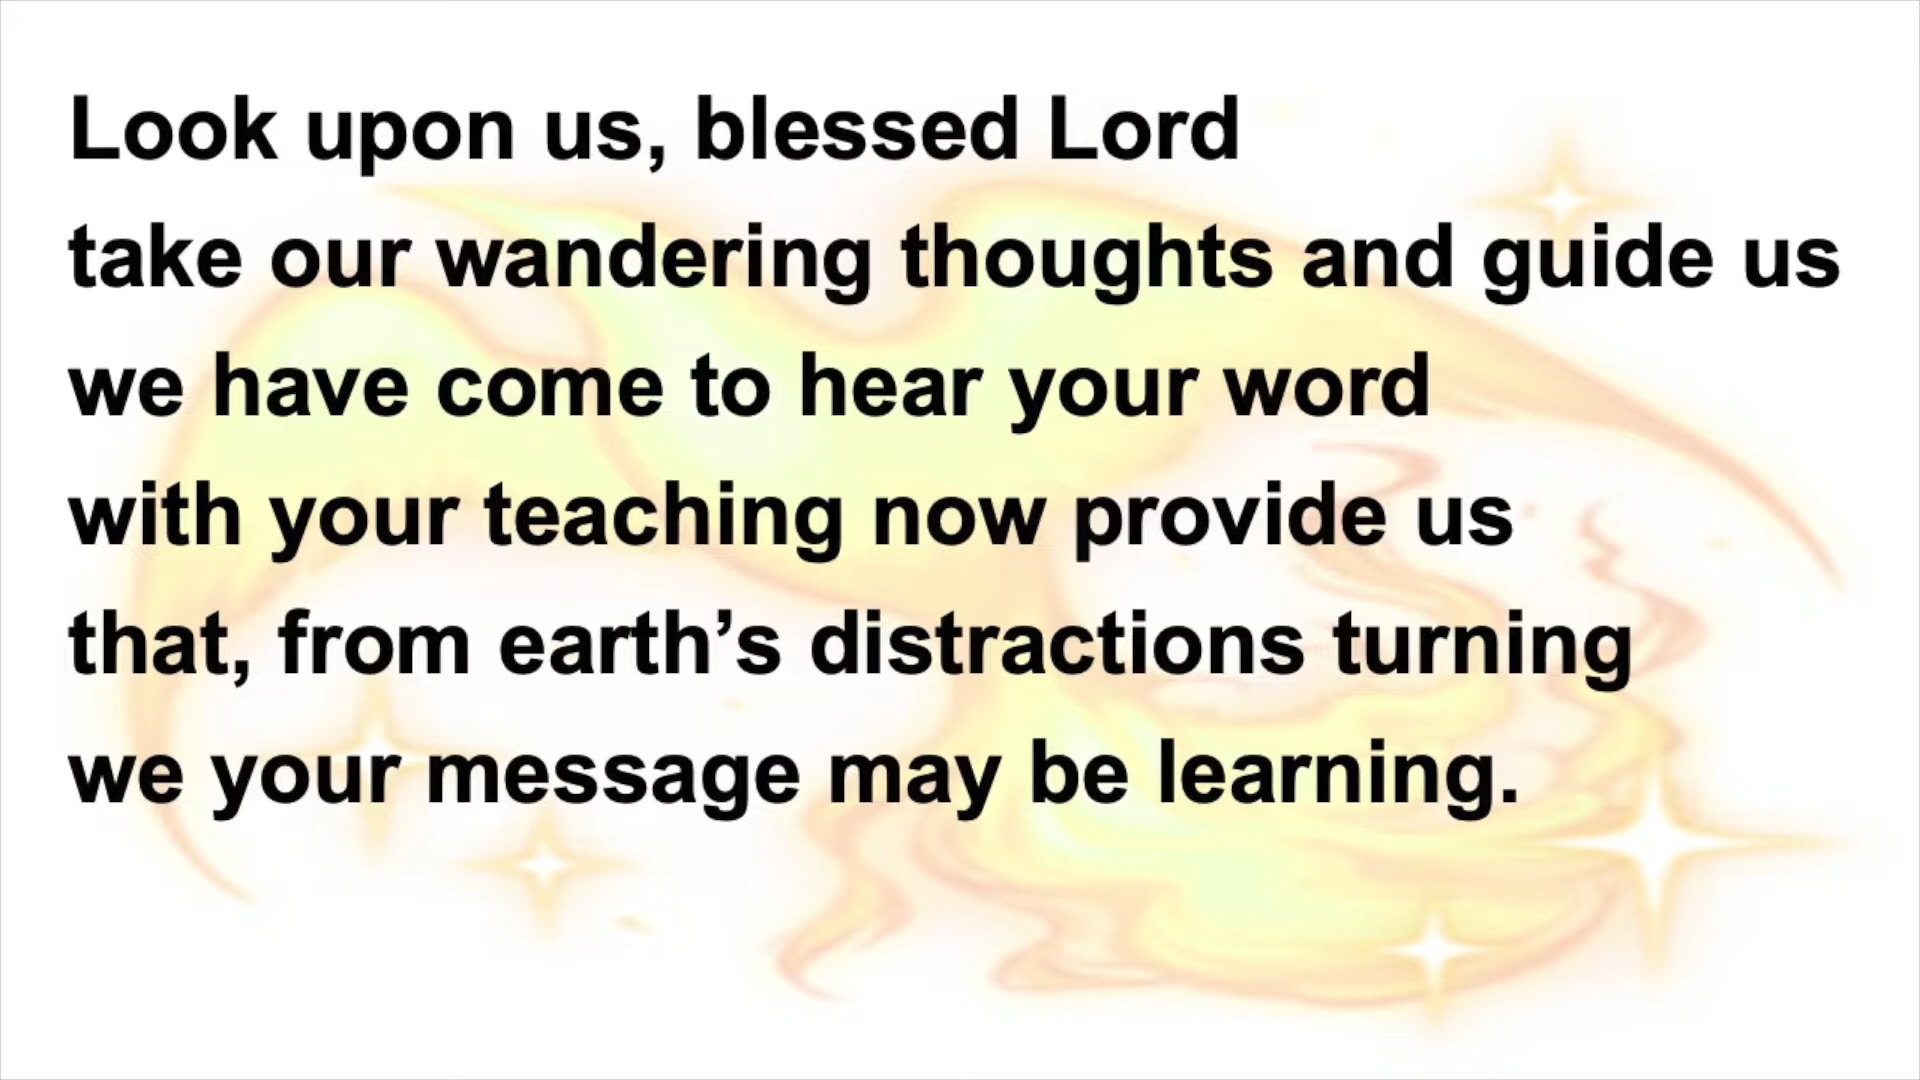 Look upon us, blessed Lord
take our wandering thoughts and guide us
we have come to hear your word
with your teaching now provide us
that, from earth’s distractions turning
we your message may be learning.